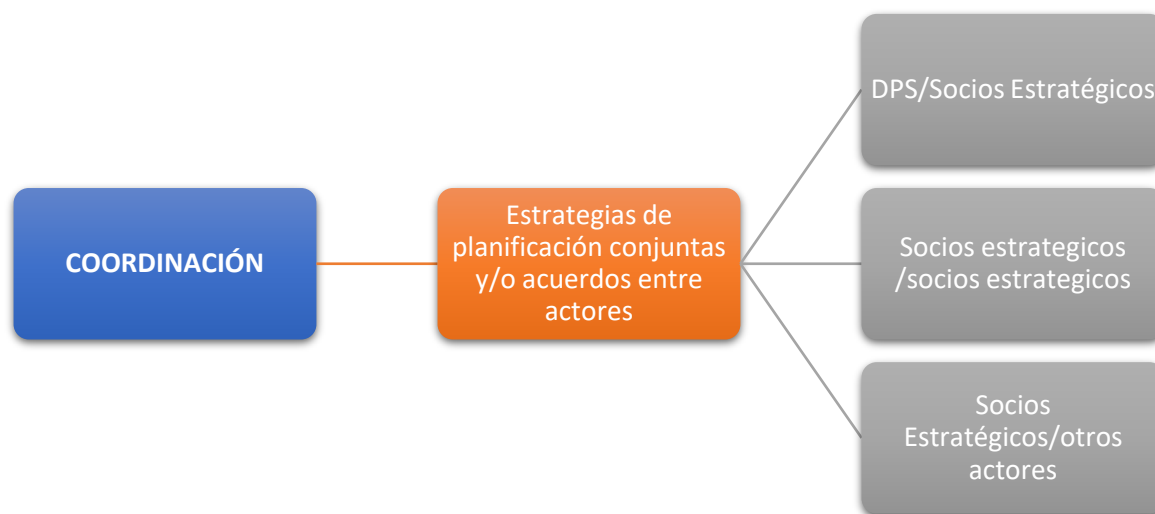 COORDINACIÓN
Estrategias de
planificación conjuntas
y/o acuerdos entre
actores
DPS/Socios Estratégicos
Socios estrategicos
/socios estrategicos
Socios
Estratégicos/otros
actores